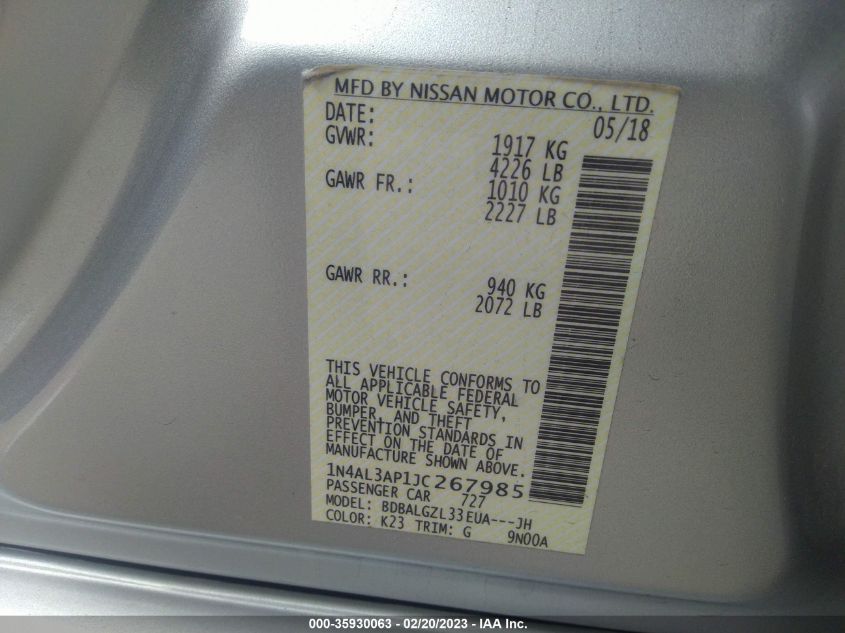 MFD BY NISSAN MOTOR CO., LTD.
DATE: 05/18
GVWR: 1917 KG
4226 LB
GAWR FR.: 1010 KG
2227 LB
GAWR RR.: 940 KG
2072 LB
THIS VEHICLE CONFORMS TO
ALL APPLICABLE FEDERAL
MOTOR VEHICLE SAFETY,
BUMPER, AND THEFT
PREVENTION STANDARDS IN
EFFECT ON THE DATE OF
MANUFACTURE SHOWN ABOVE.
1N4AL3AP1JC267985
PASSENGER CAR 727
MODEL: BDBALGZL33EUA---JH
COLOR: K23 TRIM: G 9N00A
000-35930063 - 02/20/2023 - IAA Inc.